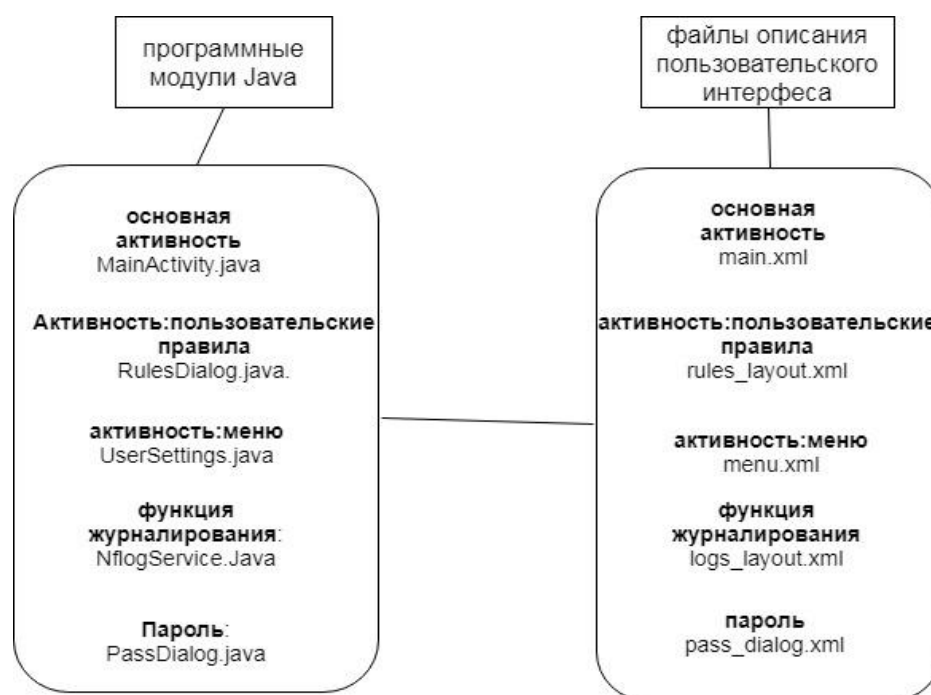 программные
модули Java
файлы описания
пользовательского
интерфеса
основная
активность
MainActivity.java
Активность:пользовательские
правила
RulesDialog.java.
активность:меню
UserSettings.java
функция
журналирования:
NflogService.Java
Пароль:
PassDialog.java
основная
активность
main.xml
активность:пользовательские
правила
rules_layout.xml
активность:меню
menu.xml
функция
журналирования
logs_layout.xml
пароль
pass_dialog.xml